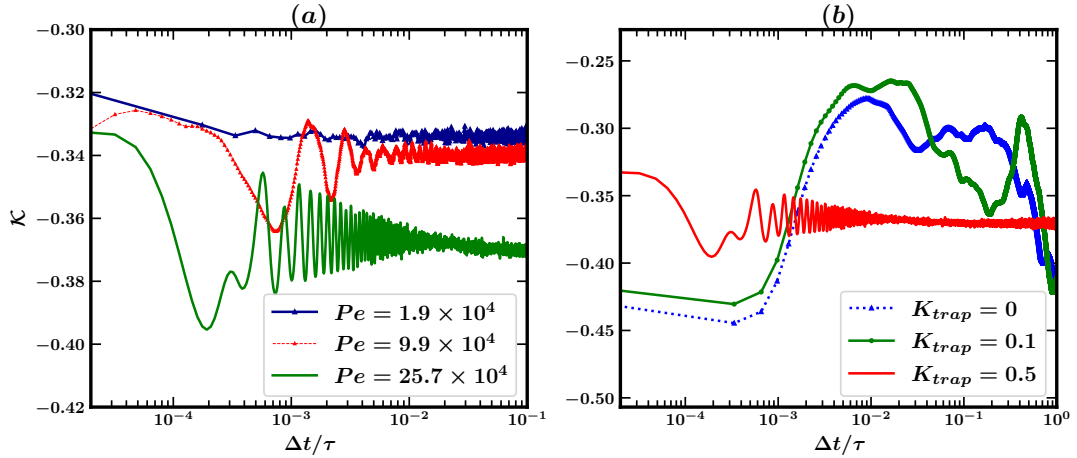 (a)
−0.30
−0.32
−0.34
−0.36
−0.38
−0.40
−0.42
𝒦
10⁻⁴
10⁻³
10⁻²
10⁻¹
Δt/τ
Pe = 1.9 × 10⁴
Pe = 9.9 × 10⁴
Pe = 25.7 × 10⁴
(b)
−0.25
−0.30
−0.35
−0.40
−0.45
−0.50
10⁻⁴
10⁻³
10⁻²
10⁻¹
10⁰
Δt/τ
K_trap = 0
K_trap = 0.1
K_trap = 0.5